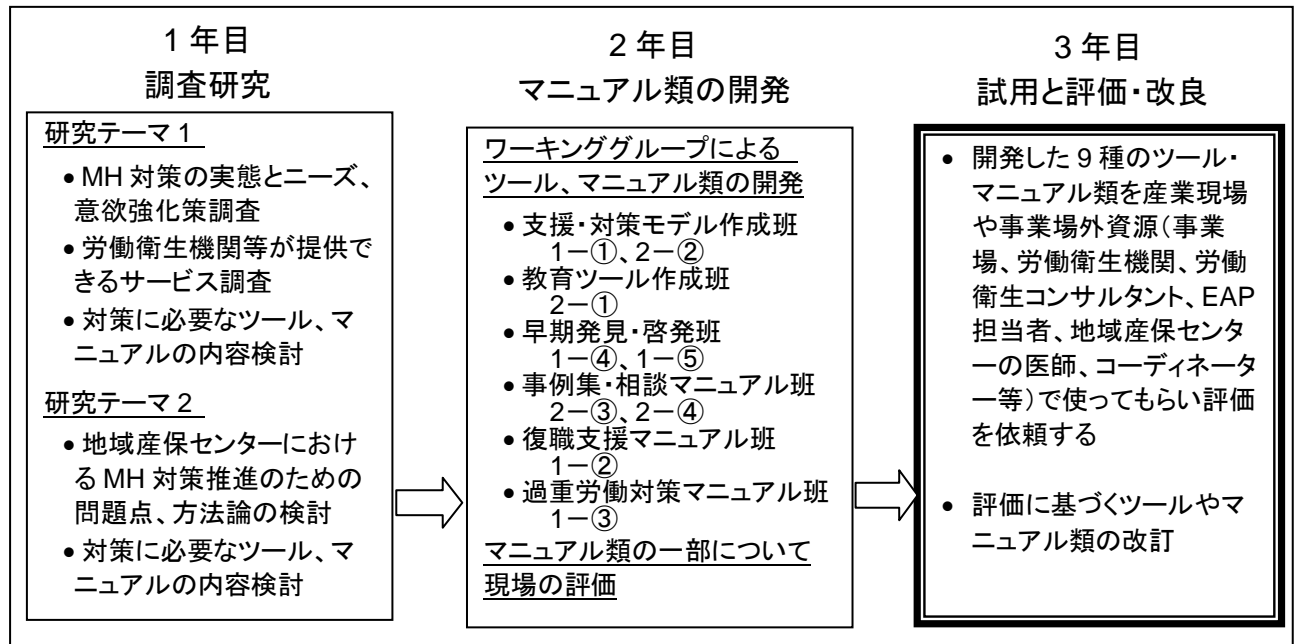 1 年目
調査研究
研究テーマ 1
• MH 対策の実態とニーズ、
意欲強化策調査
• 労働衛生機関等が提供で
きるサービス調査
• 対策に必要なツール、マ
ニュアルの内容検討
研究テーマ 2
• 地域産保センターにおけ
る MH 対策推進のための
問題点、方法論の検討
• 対策に必要なツール、マ
ニュアルの内容検討
2 年目
マニュアル類の開発
ワーキンググループによる
ツール、マニュアル類の開発
• 支援・対策モデル作成班
1－①、2－②
• 教育ツール作成班
2－①
• 早期発見・啓発班
1－④、1－⑤
• 事例集・相談マニュアル班
2－③、2－④
• 復職支援マニュアル班
1－②
• 過重労働対策マニュアル班
1－③
マニュアル類の一部について
現場の評価
3 年目
試用と評価・改良
• 開発した 9 種のツール・
マニュアル類を産業現場
や事業場外資源（事業
場、労働衛生機関、労働
衛生コンサルタント、EAP
担当者、地域産保センタ
ーの医師、コーディネータ
ー等）で使ってもらい評価
を依頼する
• 評価に基づくツールやマ
ニュアル類の改訂